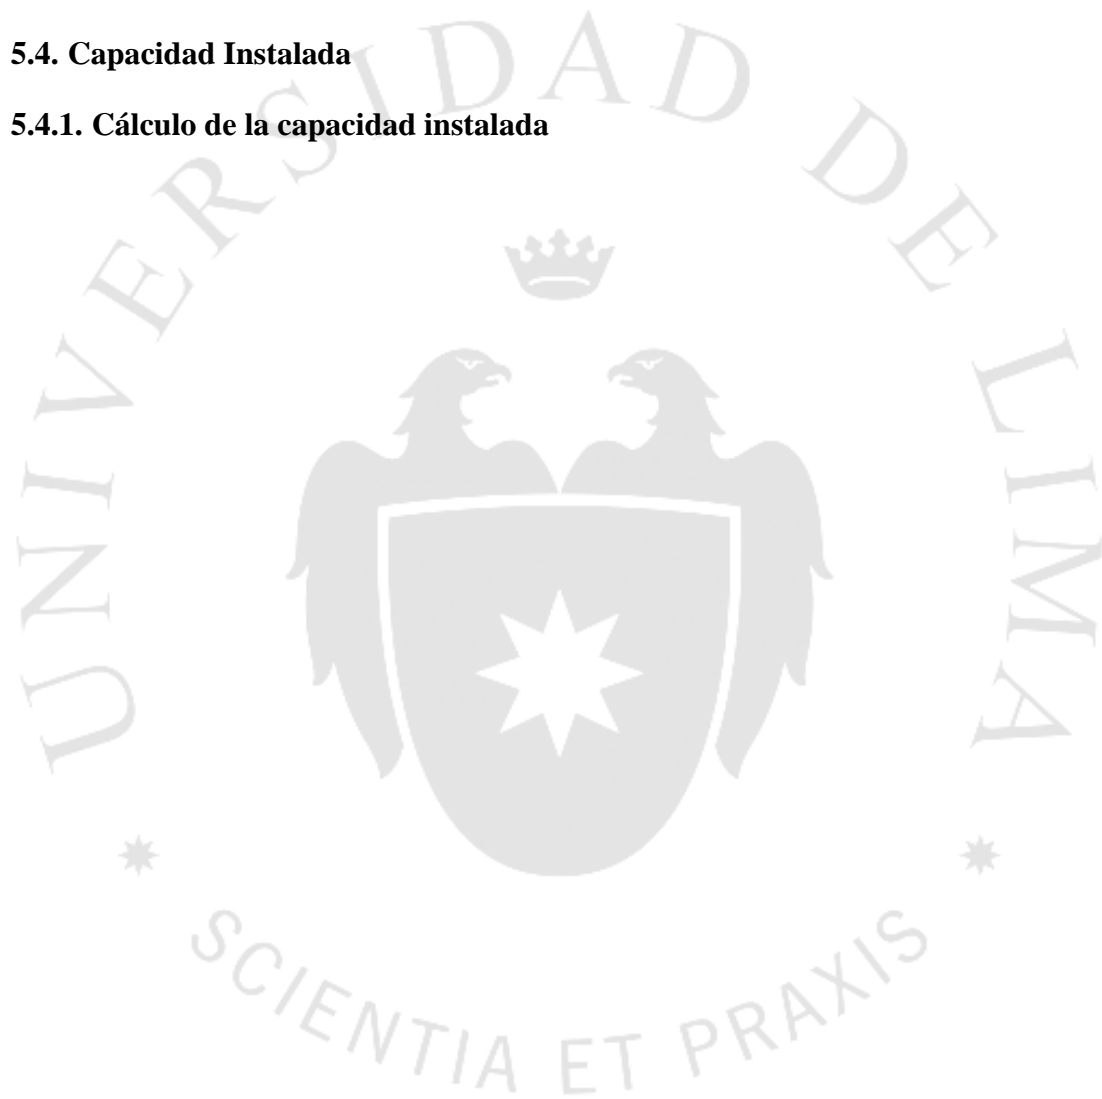 5.4. Capacidad Instalada
5.4.1. Cálculo de la capacidad instalada
UNIVERSIDAD DE LIMA
SCIENTIA ET PRAXIS